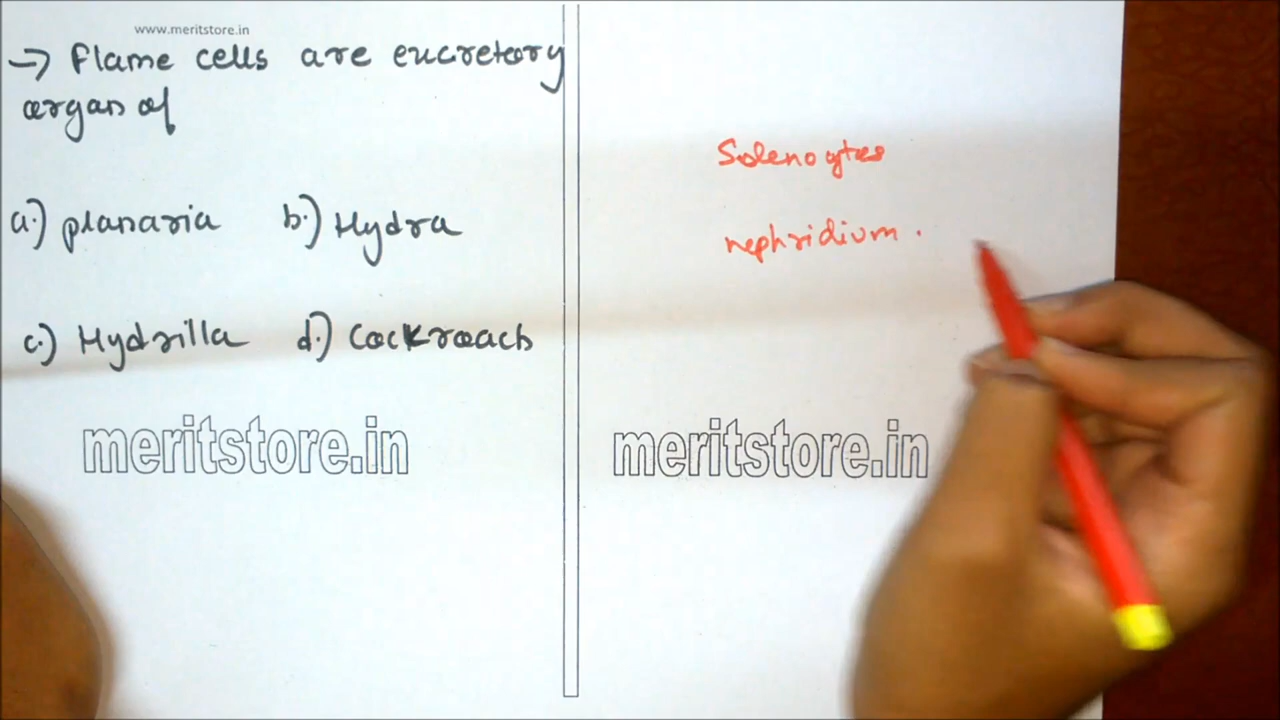 www.meritstore.in
→ Flame cells are excretory
organ of
a.) planaria b.) Hydra
c.) Hydrilla d.) Cockroach
meritstore.in
Solenocytes
nephridium.
meritstore.in